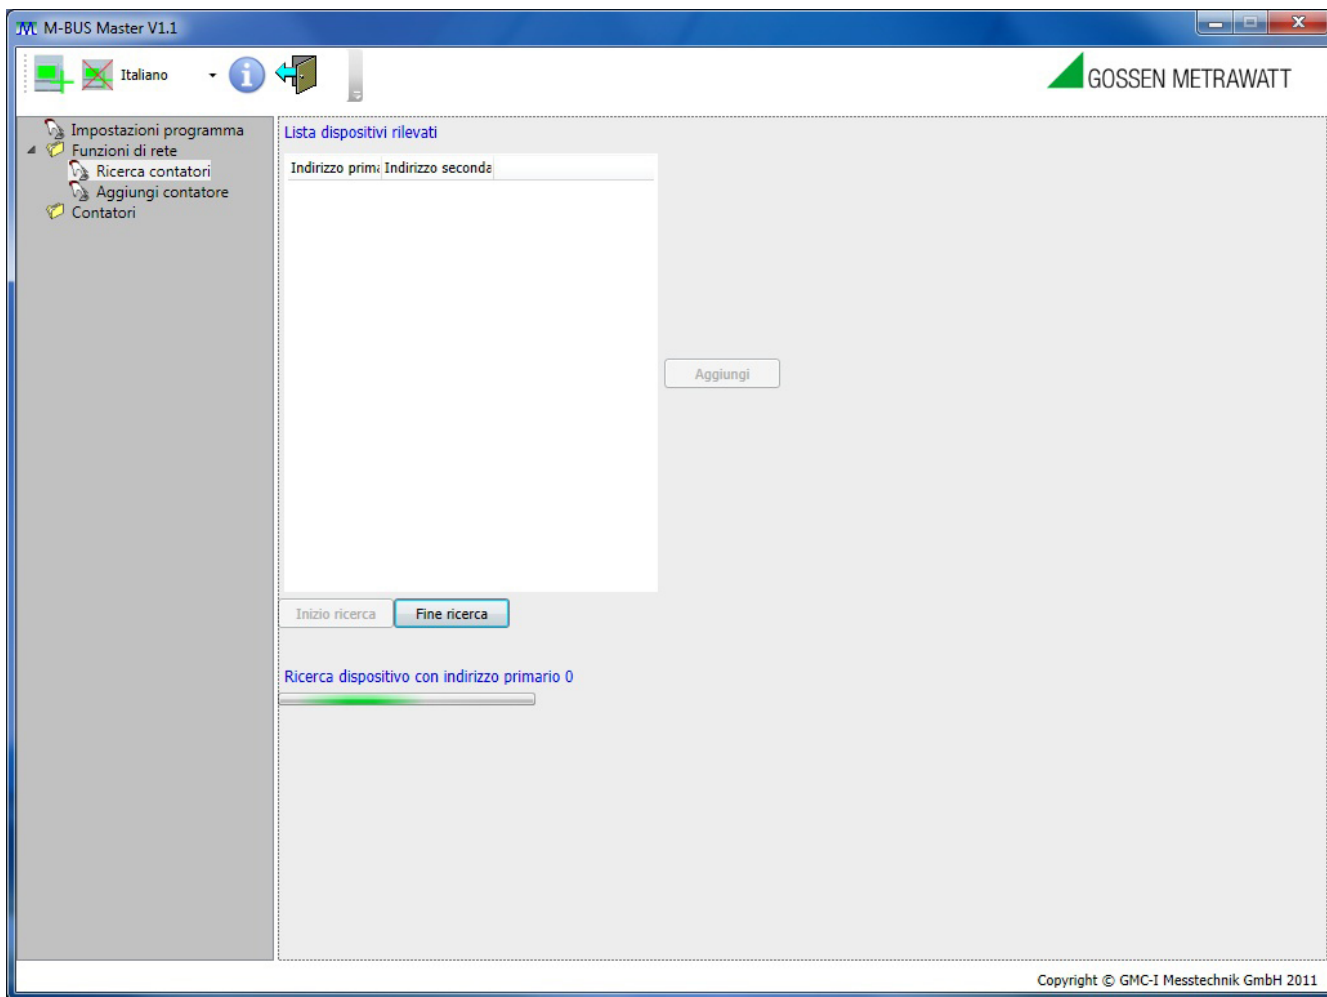 M-BUS Master V1.1
Italiano
GOSSEN METRAWATT
Impostazioni programma
Funzioni di rete
Ricerca contatori
Aggiungi contatore
Contatori
Lista dispositivi rilevati
Indirizzo prima Indirizzo seconda
Aggiungi
Inizio ricerca Fine ricerca
Ricerca dispositivo con indirizzo primario 0
Copyright © GMC-I Messtechnik GmbH 2011